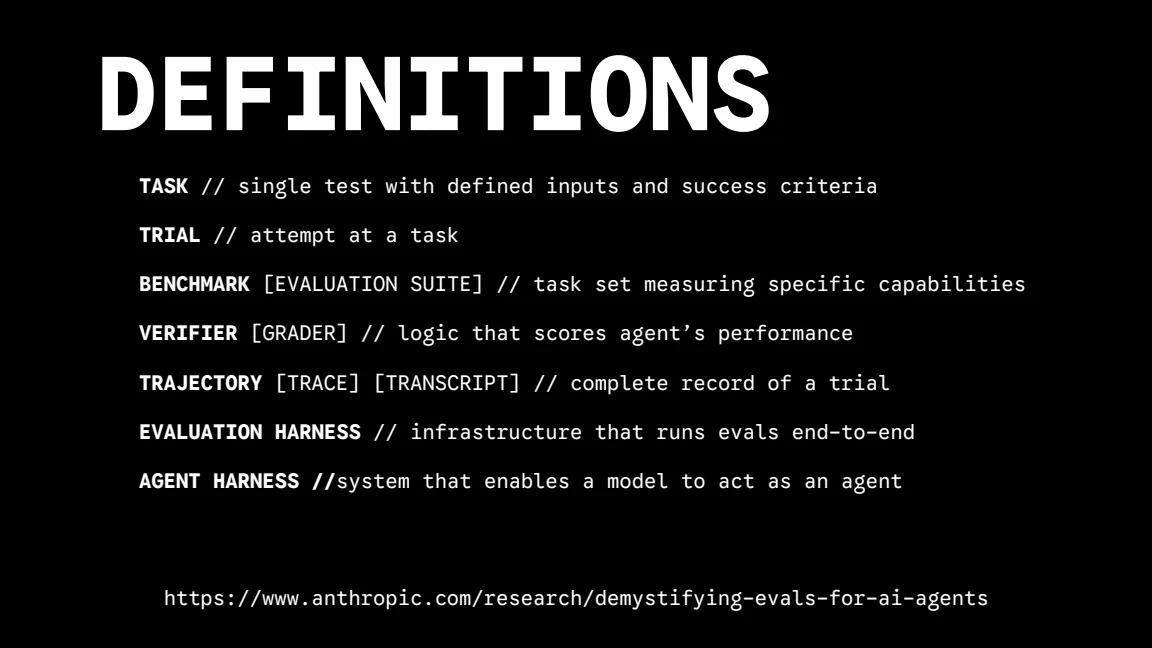 DEFINITIONS
TASK // single test with defined inputs and success criteria
TRIAL // attempt at a task
BENCHMARK [EVALUATION SUITE] // task set measuring specific capabilities
VERIFIER [GRADER] // logic that scores agent’s performance
TRAJECTORY [TRACE] [TRANSCRIPT] // complete record of a trial
EVALUATION HARNESS // infrastructure that runs evals end-to-end
AGENT HARNESS //system that enables a model to act as an agent
https://www.anthropic.com/research/demystifying-evals-for-ai-agents